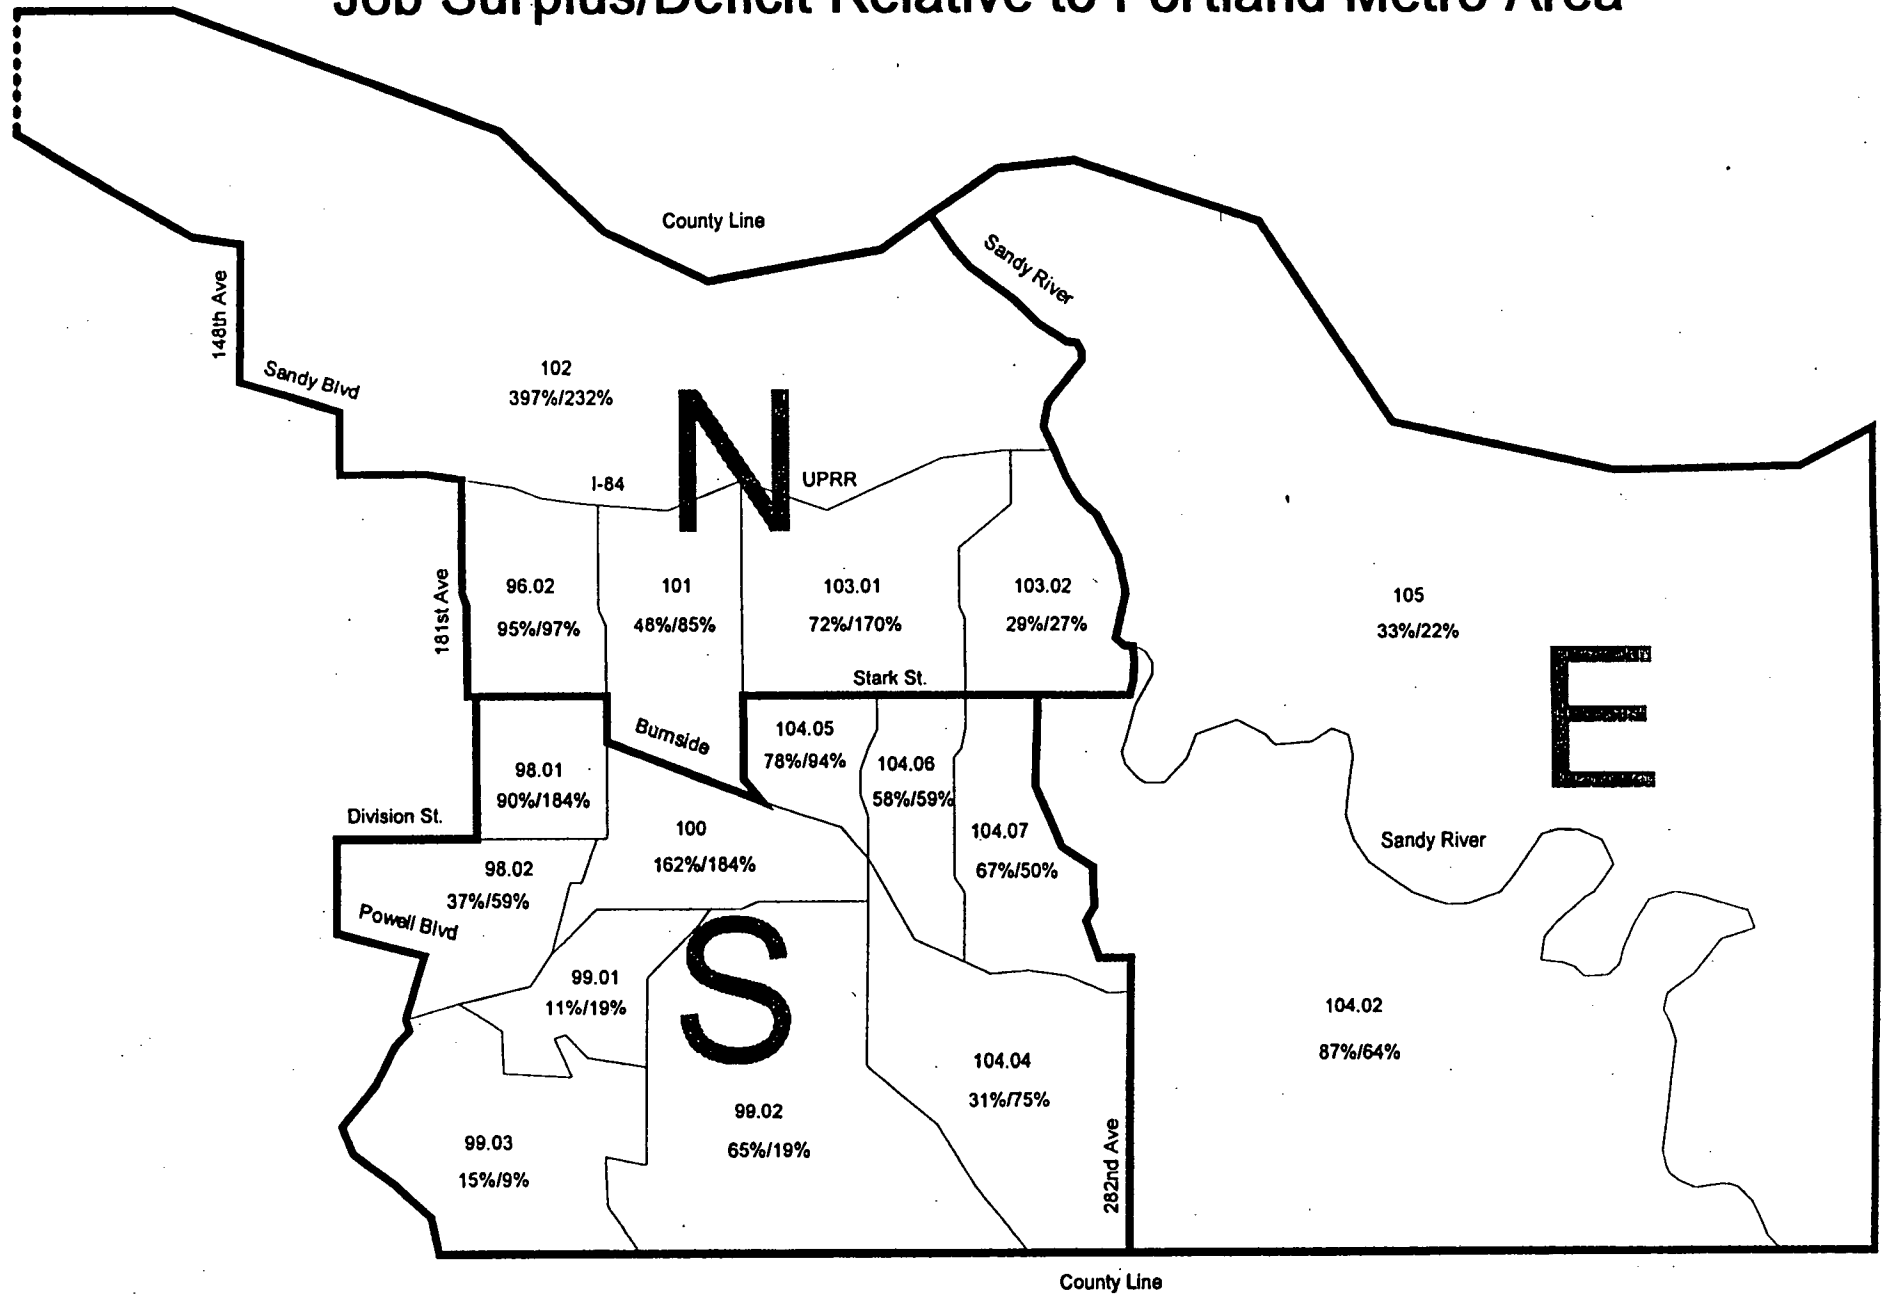 Job Surplus/Deficit Relative to Portland Metro Area
County Line
Sandy River
148th Ave
Sandy Blvd
102
397%/232%
N
I-84
UPRR
181st Ave
96.02
95%/97%
101
48%/85%
103.01
72%/170%
103.02
29%/27%
105
33%/22%
E
Stark St.
Burnside
104.05
78%/94%
104.06
58%/59%
98.01
90%/184%
Division St.
100
162%/184%
104.07
67%/50%
Sandy River
98.02
37%/59%
Powell Blvd
S
99.01
11%/19%
104.02
87%/64%
104.04
31%/75%
99.02
65%/19%
99.03
15%/9%
282nd Ave
County Line